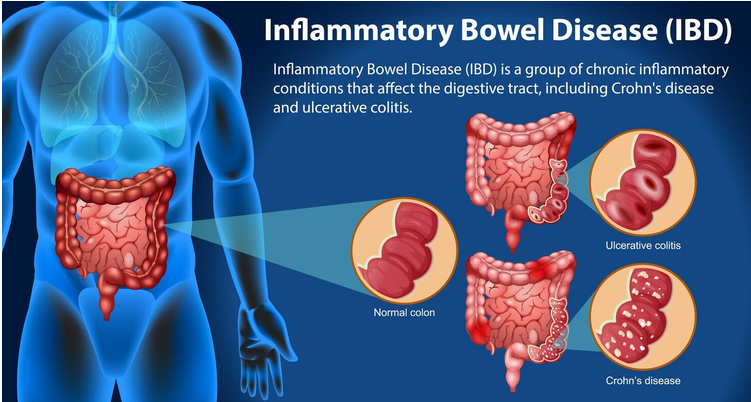 Inflammatory Bowel Disease (IBD)
Inflammatory Bowel Disease (IBD) is a group of chronic inflammatory
conditions that affect the digestive tract, including Crohn's disease
and ulcerative colitis.
Ulcerative colitis
Normal colon
Crohn's disease